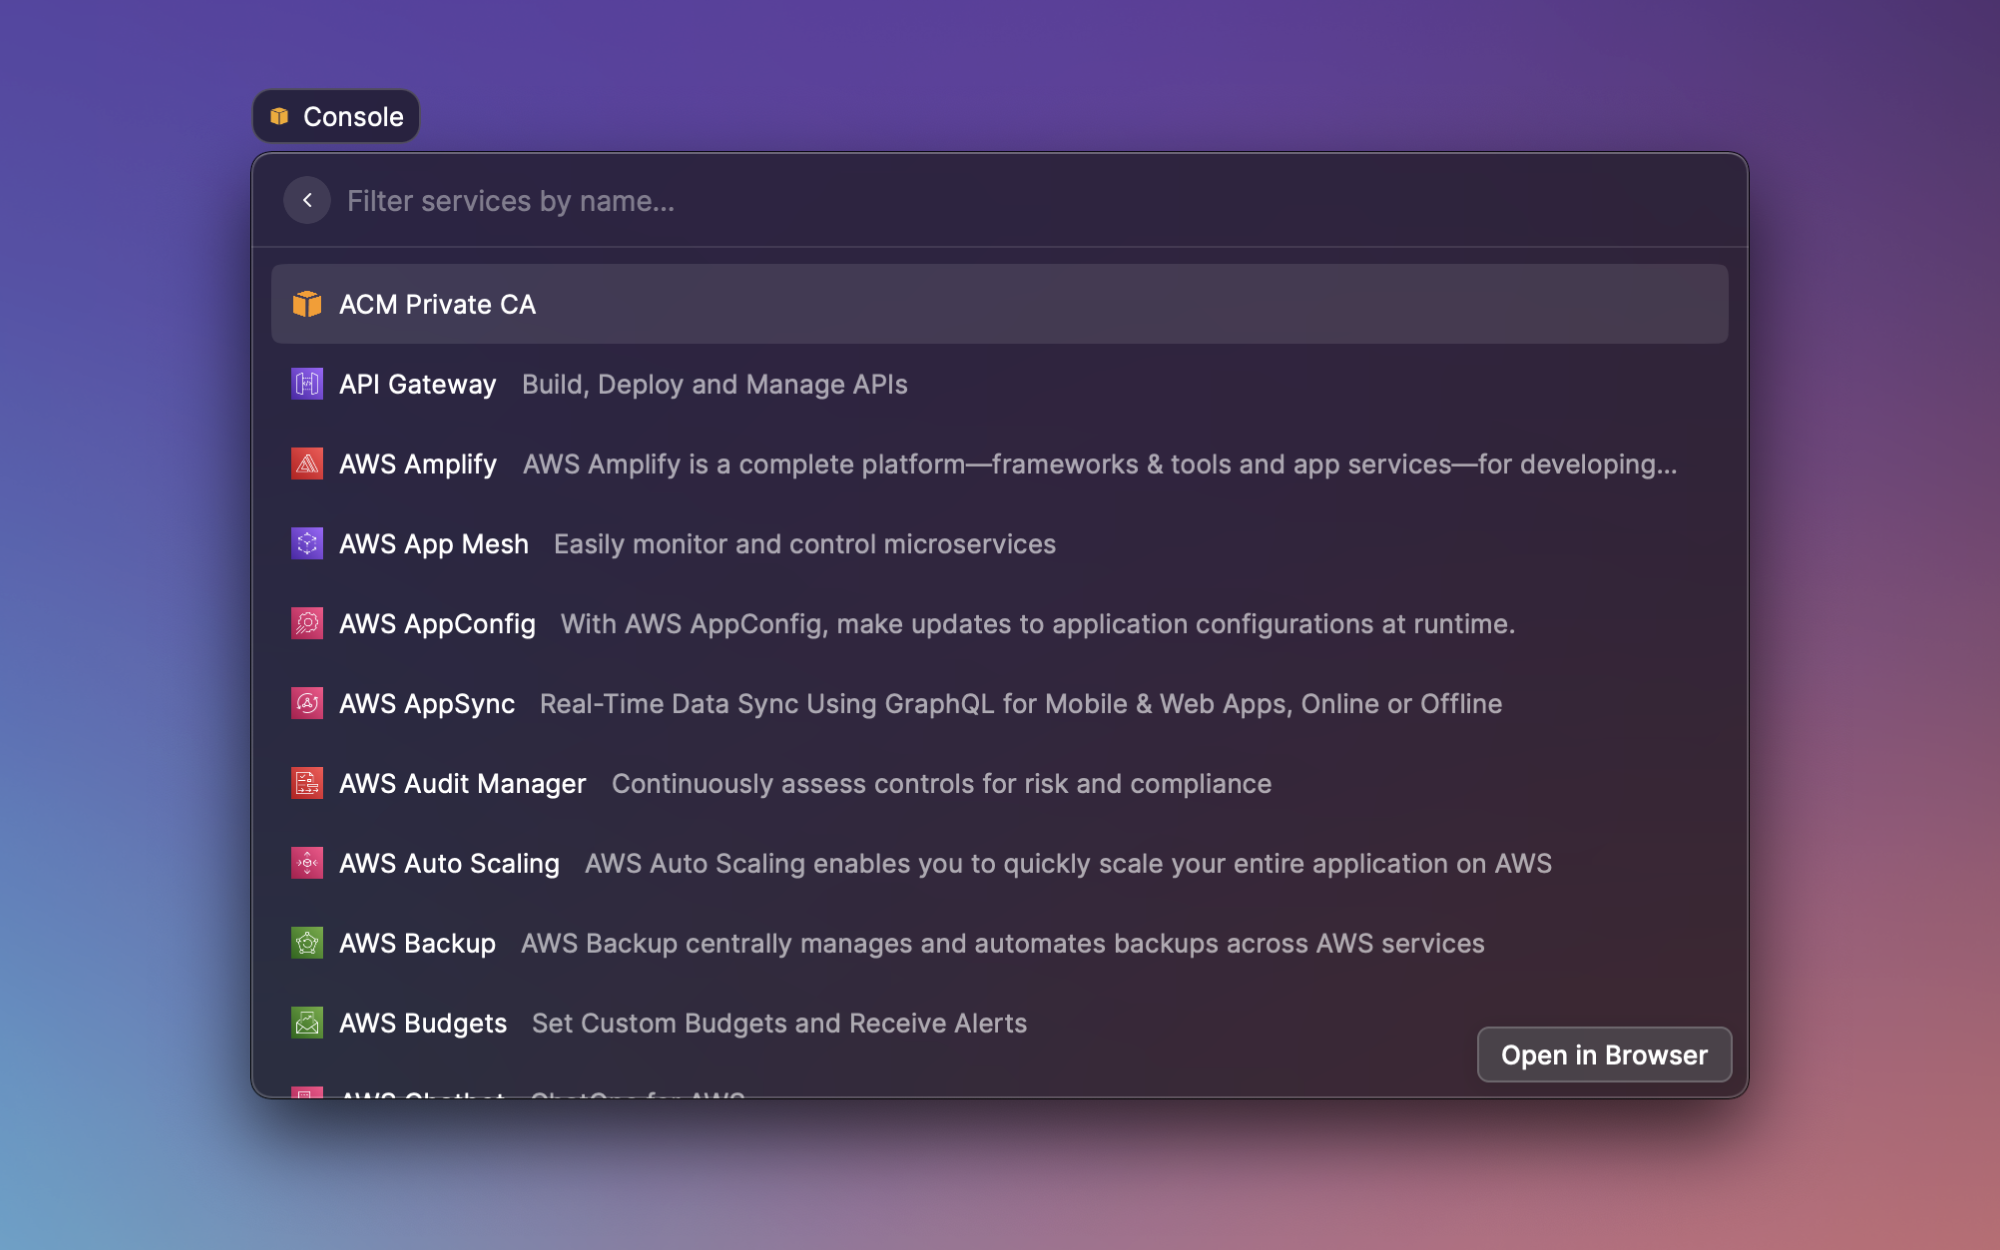 Console
Filter services by name...
ACM Private CA
API Gateway Build, Deploy and Manage APIs
AWS Amplify AWS Amplify is a complete platform—frameworks & tools and app services—for developing...
AWS App Mesh Easily monitor and control microservices
AWS AppConfig With AWS AppConfig, make updates to application configurations at runtime.
AWS AppSync Real-Time Data Sync Using GraphQL for Mobile & Web Apps, Online or Offline
AWS Audit Manager Continuously assess controls for risk and compliance
AWS Auto Scaling AWS Auto Scaling enables you to quickly scale your entire application on AWS
AWS Backup AWS Backup centrally manages and automates backups across AWS services
AWS Budgets Set Custom Budgets and Receive Alerts
Open in Browser
AWS Chatbot ChatOps for AWS